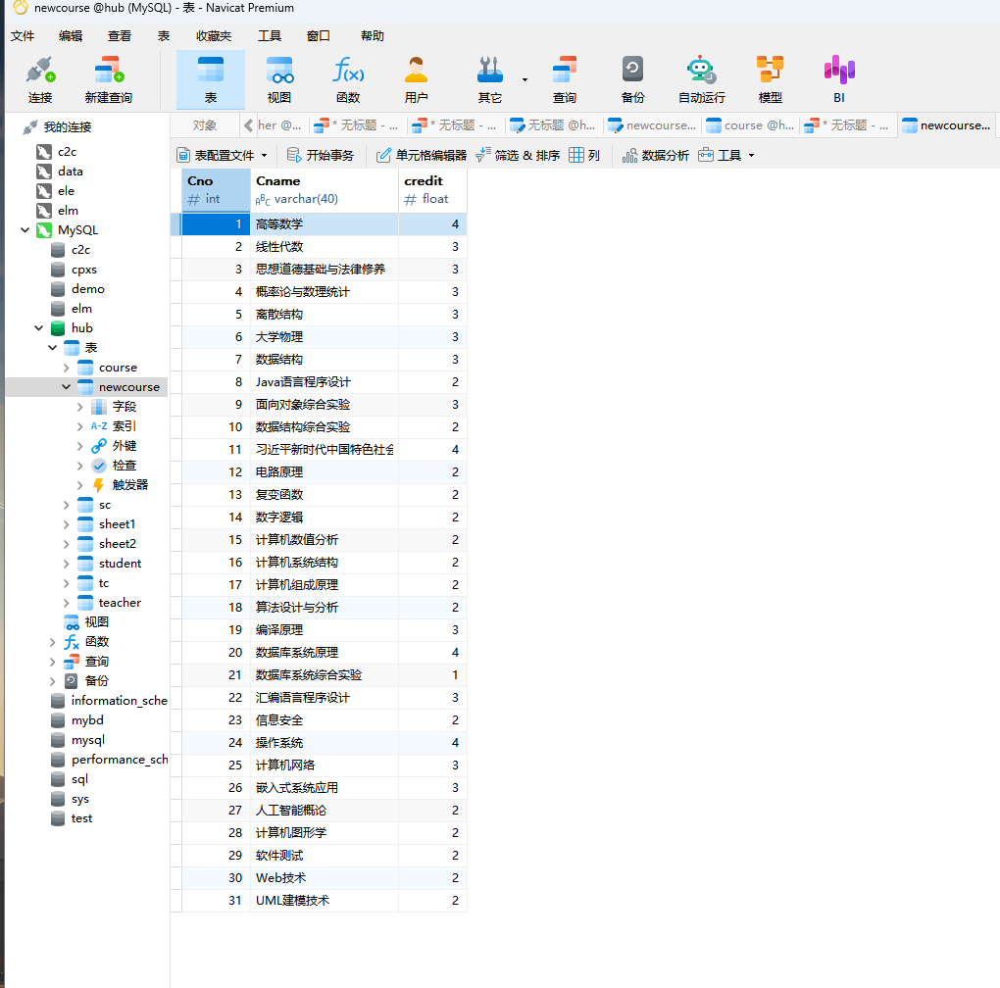 newcourse @hub (MySQL) - 表 - Navicat Premium
文件 编辑 查看 表 收藏夹 工具 窗口 帮助
连接 新建查询 表 视图 函数 用户 其它 查询 备份 自动运行 模型 BI
我的连接
c2c
data
ele
elm
MySQL
c2c
cpxs
demo
elm
hub
表
course
newcourse
字段
A-Z 索引
外键
检查
触发器
sc
sheet1
sheet2
student
tc
teacher
视图
函数
查询
备份
information_sche
mybd
mysql
performance_sch
sql
sys
test
对象 her @... * 无标题 - ... * 无标题 - ... 无标题 @h... newcourse... course @h... * 无标题 - ... newcourse...
表配置文件 开始事务 单元格编辑器 筛选 & 排序 列 数据分析 工具
Cno Cname credit
# int ABC varchar(40) # float
1 高等数学 4
2 线性代数 3
3 思想道德基础与法律修养 3
4 概率论与数理统计 3
5 离散结构 3
6 大学物理 3
7 数据结构 3
8 Java语言程序设计 2
9 面向对象综合实验 3
10 数据结构综合实验 2
11 习近平新时代中国特色社会 4
12 电路原理 2
13 复变函数 2
14 数字逻辑 2
15 计算机数值分析 2
16 计算机系统结构 2
17 计算机组成原理 2
18 算法设计与分析 2
19 编译原理 3
20 数据库系统原理 4
21 数据库系统综合实验 1
22 汇编语言程序设计 3
23 信息安全 2
24 操作系统 4
25 计算机网络 3
26 嵌入式系统应用 3
27 人工智能概论 2
28 计算机图形学 2
29 软件测试 2
30 Web技术 2
31 UML建模技术 2